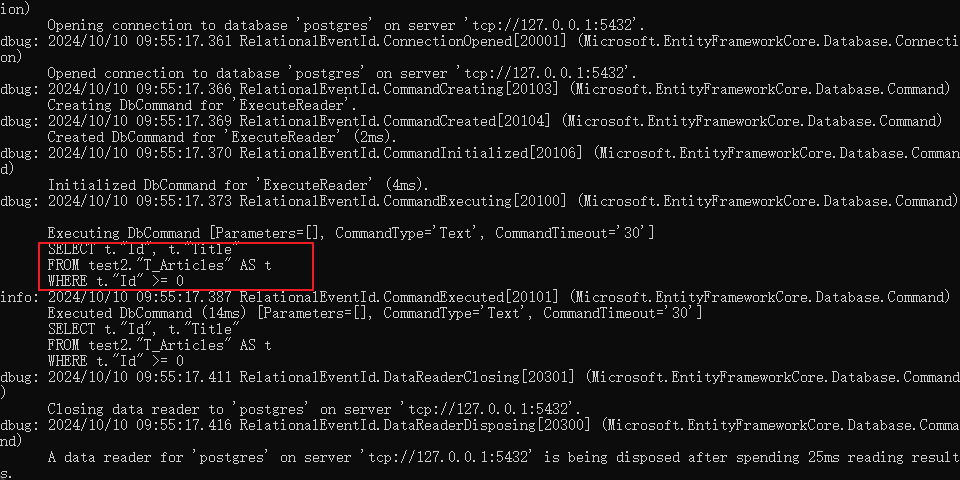 ion)
Opening connection to database 'postgres' on server 'tcp://127.0.0.1:5432'.
dbug: 2024/10/10 09:55:17.361 RelationalEventId.ConnectionOpened[20001] (Microsoft.EntityFrameworkCore.Database.Connecti
on)
Opened connection to database 'postgres' on server 'tcp://127.0.0.1:5432'.
dbug: 2024/10/10 09:55:17.366 RelationalEventId.CommandCreating[20103] (Microsoft.EntityFrameworkCore.Database.Command)
Creating DbCommand for 'ExecuteReader'.
dbug: 2024/10/10 09:55:17.369 RelationalEventId.CommandCreated[20104] (Microsoft.EntityFrameworkCore.Database.Command)
Created DbCommand for 'ExecuteReader' (2ms).
dbug: 2024/10/10 09:55:17.370 RelationalEventId.CommandInitialized[20106] (Microsoft.EntityFrameworkCore.Database.Comman
d)
Initialized DbCommand for 'ExecuteReader' (4ms).
dbug: 2024/10/10 09:55:17.373 RelationalEventId.CommandExecuting[20100] (Microsoft.EntityFrameworkCore.Database.Command)
Executing DbCommand [Parameters=[], CommandType='Text', CommandTimeout='30']
SELECT t."Id", t."Title"
FROM test2."T_Articles" AS t
WHERE t."Id" >= 0
info: 2024/10/10 09:55:17.387 RelationalEventId.CommandExecuted[20101] (Microsoft.EntityFrameworkCore.Database.Command)
Executed DbCommand (14ms) [Parameters=[], CommandType='Text', CommandTimeout='30']
SELECT t."Id", t."Title"
FROM test2."T_Articles" AS t
WHERE t."Id" >= 0
dbug: 2024/10/10 09:55:17.411 RelationalEventId.DataReaderClosing[20301] (Microsoft.EntityFrameworkCore.Database.Command
)
Closing data reader to 'postgres' on server 'tcp://127.0.0.1:5432'.
dbug: 2024/10/10 09:55:17.416 RelationalEventId.DataReaderDisposing[20300] (Microsoft.EntityFrameworkCore.Database.Comma
nd)
A data reader for 'postgres' on server 'tcp://127.0.0.1:5432' is being disposed after spending 25ms reading result
s.